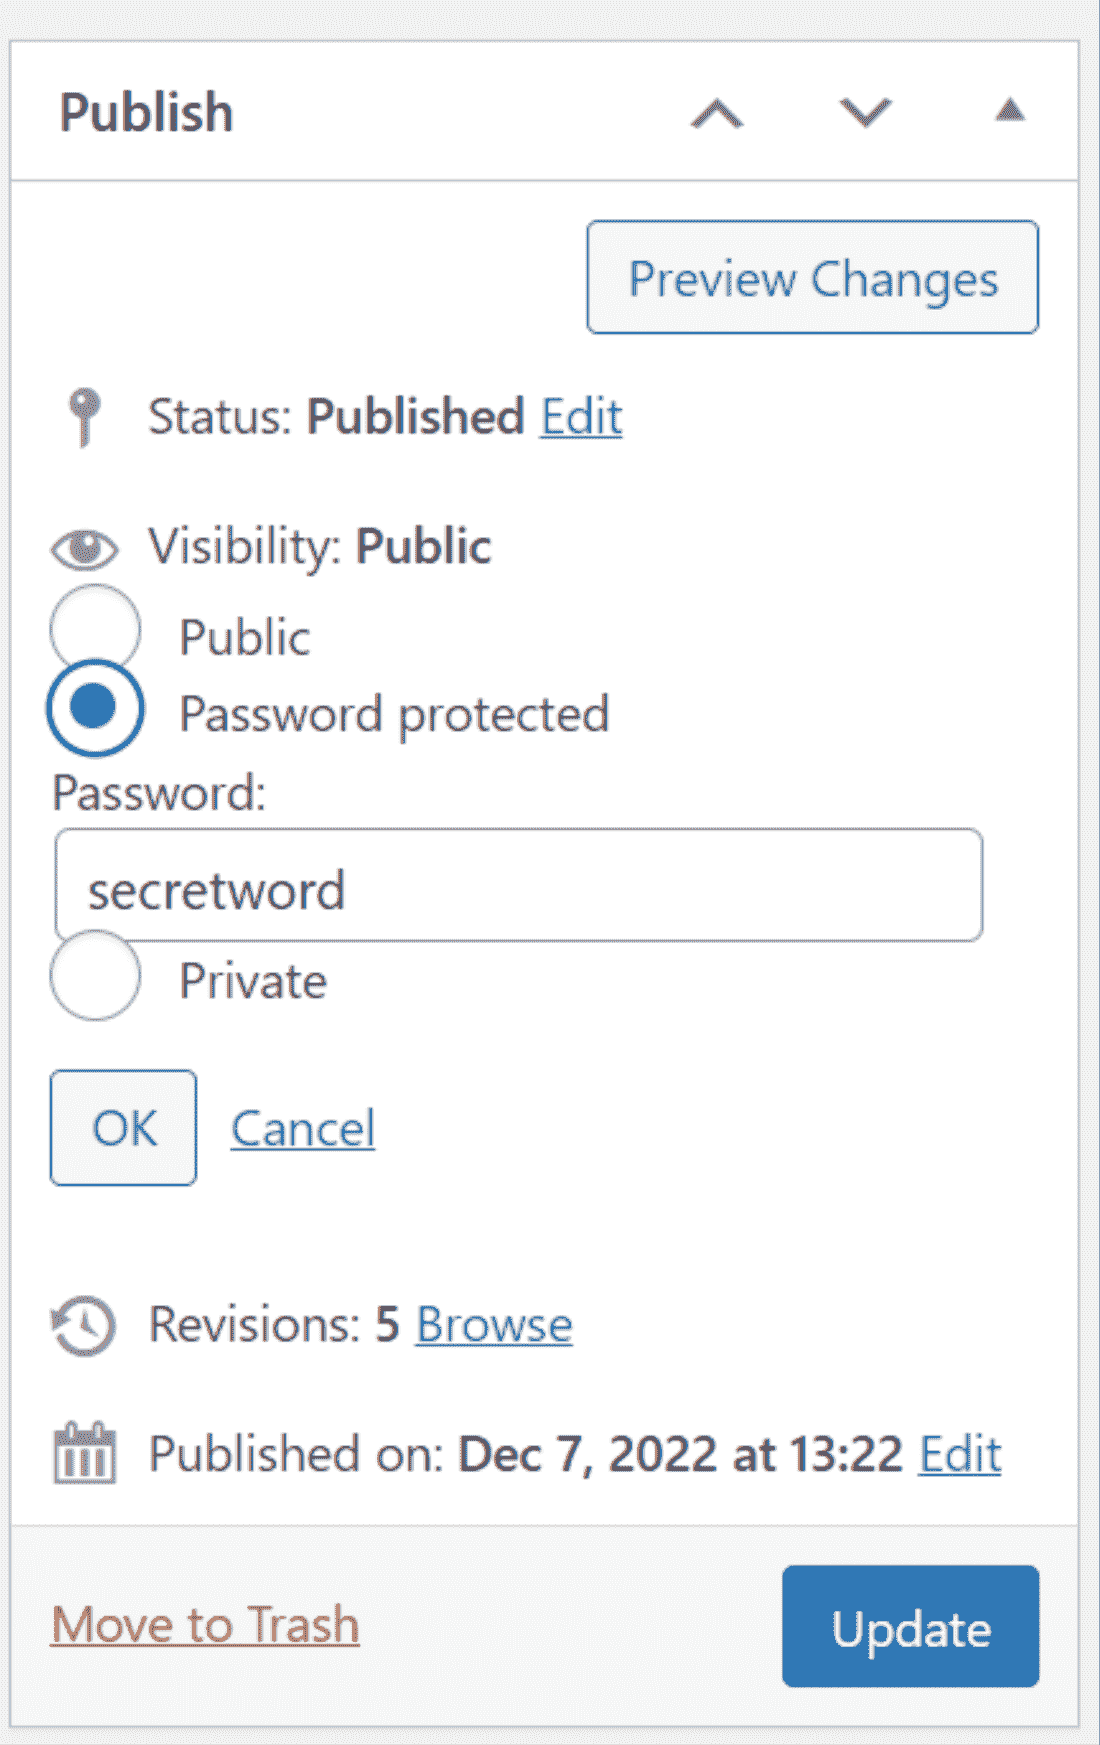 Publish
Preview Changes
Status: Published Edit
Visibility: Public
Public
Password protected
Password:
secretword
Private
OK Cancel
Revisions: 5 Browse
Published on: Dec 7, 2022 at 13:22 Edit
Move to Trash Update